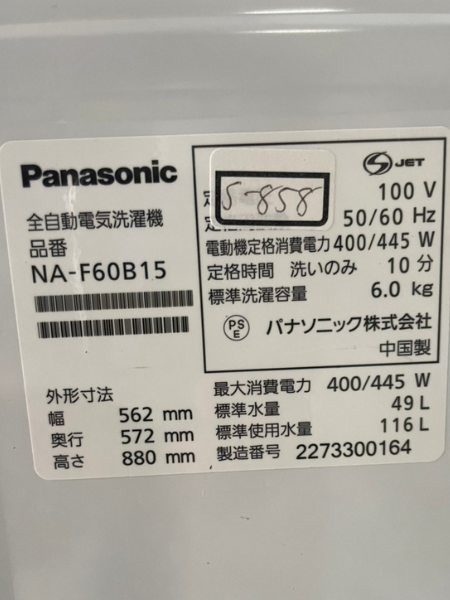 Panasonic
全自動電気洗濯機
品番
NA-F60B15
外形寸法
幅 562 mm
奥行 572 mm
高さ 880 mm
S-858
JET
定 100 V
定 50/60 Hz
電動機定格消費電力 400/445 W
定格時間 洗いのみ 10 分
標準洗濯容量 6.0 kg
PS
E
パナソニック株式会社
中国製
最大消費電力 400/445 W
標準水量 49 L
標準使用水量 116 L
製造番号 2273300164